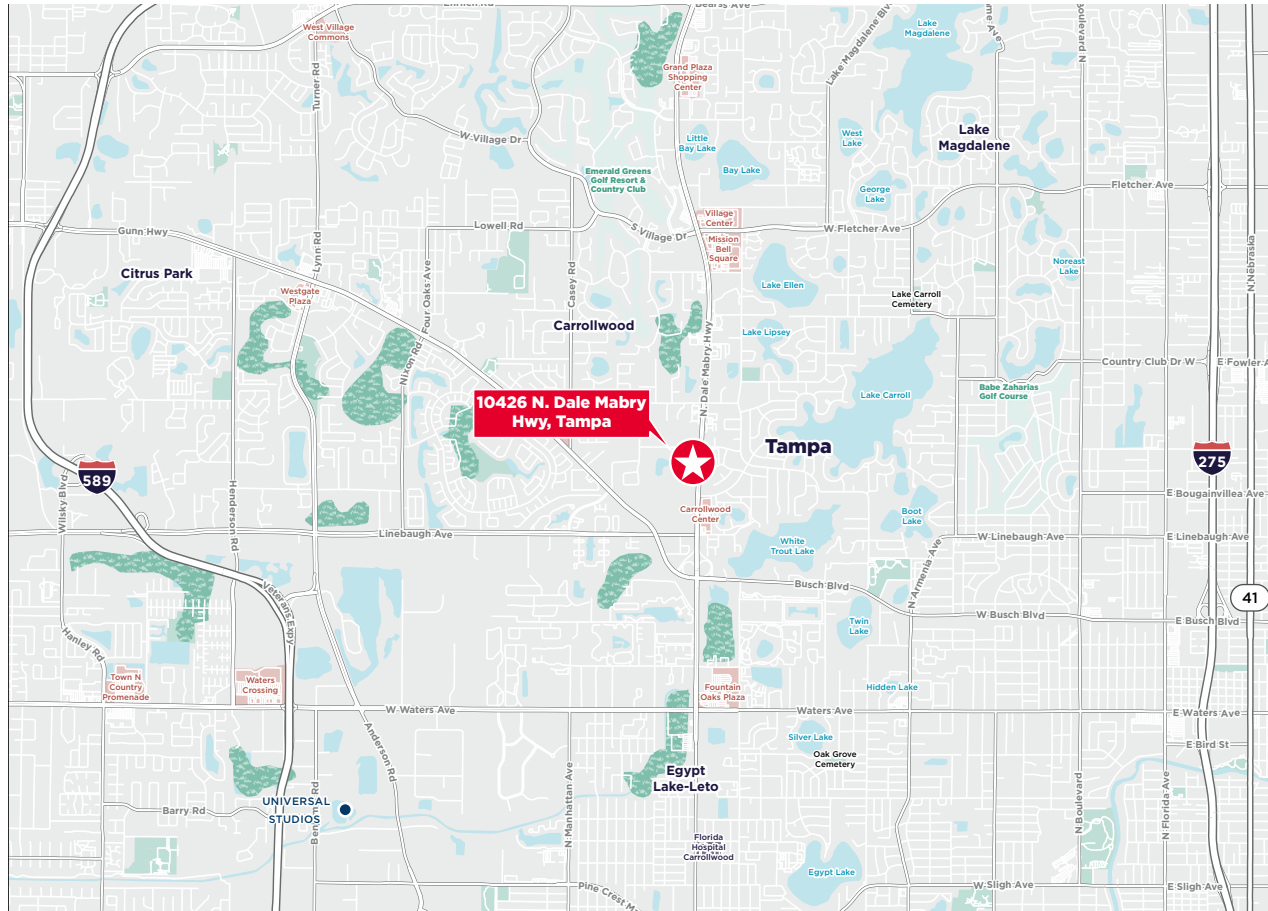 Ehrlich Rd
Bearss Ave
West Village
Commons
Lake
Magdalene
Lake Magdalene Blvd
Boulevard N
Grand Plaza
Shopping
Center
Turner Rd
W Village Dr
Little
Bay Lake
West
Lake
Lake
Magdalene
Bay Lake
Emerald Greens
Golf Resort &
Country Club
George
Lake
Fletcher Ave
Village
Center
Lowell Rd
S Village Dr
W Fletcher Ave
Gunn Hwy
Mission
Bell
Square
Lynn Rd
Citrus Park
Four Oaks Ave
Casey Rd
Noreast
Lake
N Nebraska
Lake Ellen
Westgate
Plaza
Lake Carroll
Cemetery
Carrollwood
Lake Lipsey
N. Dale Mabry Hwy
Nixon Rd
Country Club Dr W
E Fowler A
Babe Zaharias
Golf Course
Lake Carroll
10426 N. Dale Mabry
Hwy, Tampa
Tampa
589
275
Wilsky Blvd
Henderson Rd
E Bougainvillea Ave
Carrollwood
Center
Boot
Lake
Linebaugh Ave
W Linebaugh Ave
E Linebaugh Ave
White
Trout Lake
N Armenia Ave
Veterans Expy
Busch Blvd
41
W Busch Blvd
E Busch Blvd
Twin
Lake
Hanley Rd
Town N
Country
Promenade
Waters
Crossing
Fountain
Oaks Plaza
Hidden Lake
W Waters Ave
Waters Ave
E Waters Ave
Anderson Rd
Silver Lake
Oak Grove
Cemetery
E Bird St
Egypt
Lake-Leto
N Manhattan Ave
N Boulevard
N Florida Ave
UNIVERSAL
STUDIOS
Barry Rd
Florida
Hospital
Carrollwood
Egypt Lake
Pine Crest M
W Sligh Ave
E Sligh Ave